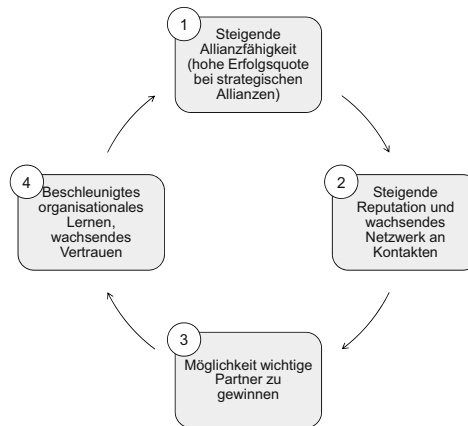 1
Steigende
Allianzfähigkeit
(hohe Erfolgsquote
bei strategischen
Allianzen)
2
Steigende
Reputation und
wachsendes
Netzwerk an
Kontakten
3
Möglichkeit wichtige
Partner zu
gewinnen
4
Beschleunigtes
organisationales
Lernen,
wachsendes
Vertrauen